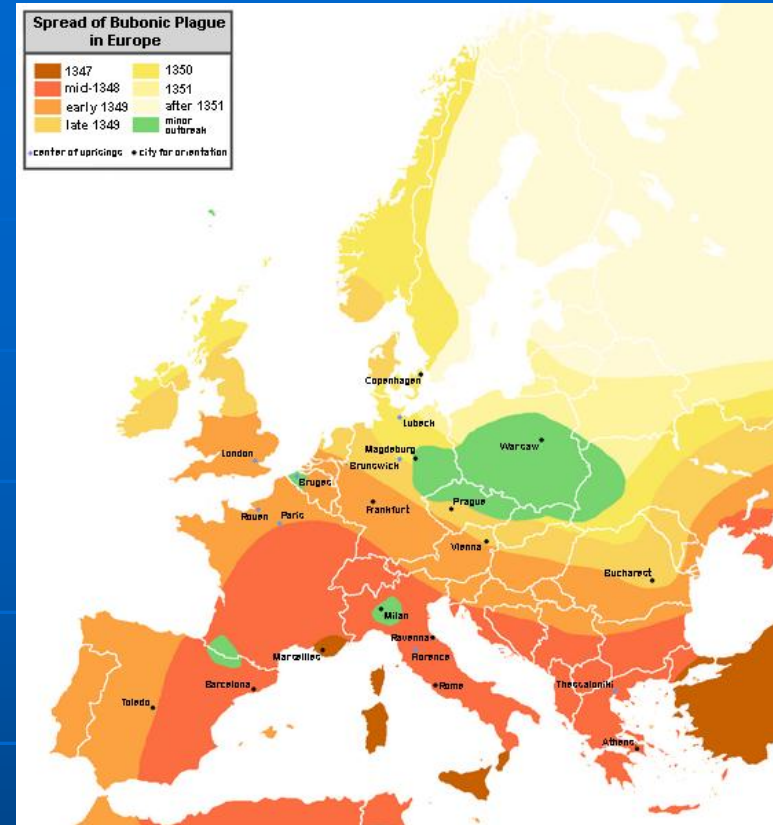 Spread of Bubonic Plague
in Europe
1347
mid-1348
early 1349
late 1349
1350
1351
after 1351
minor
outbreak
center of uprisings
city for orientation
Copenhagen
Lubeck
Magdeburg
Warsaw
London
Brunswick
Bruges
Prague
Frankfurt
Rouen
Paris
Vienna
Bucharest
Milan
Ravenna
Marseilles
Florence
Barcelona
Rome
Thessaloniki
Toledo
Athens